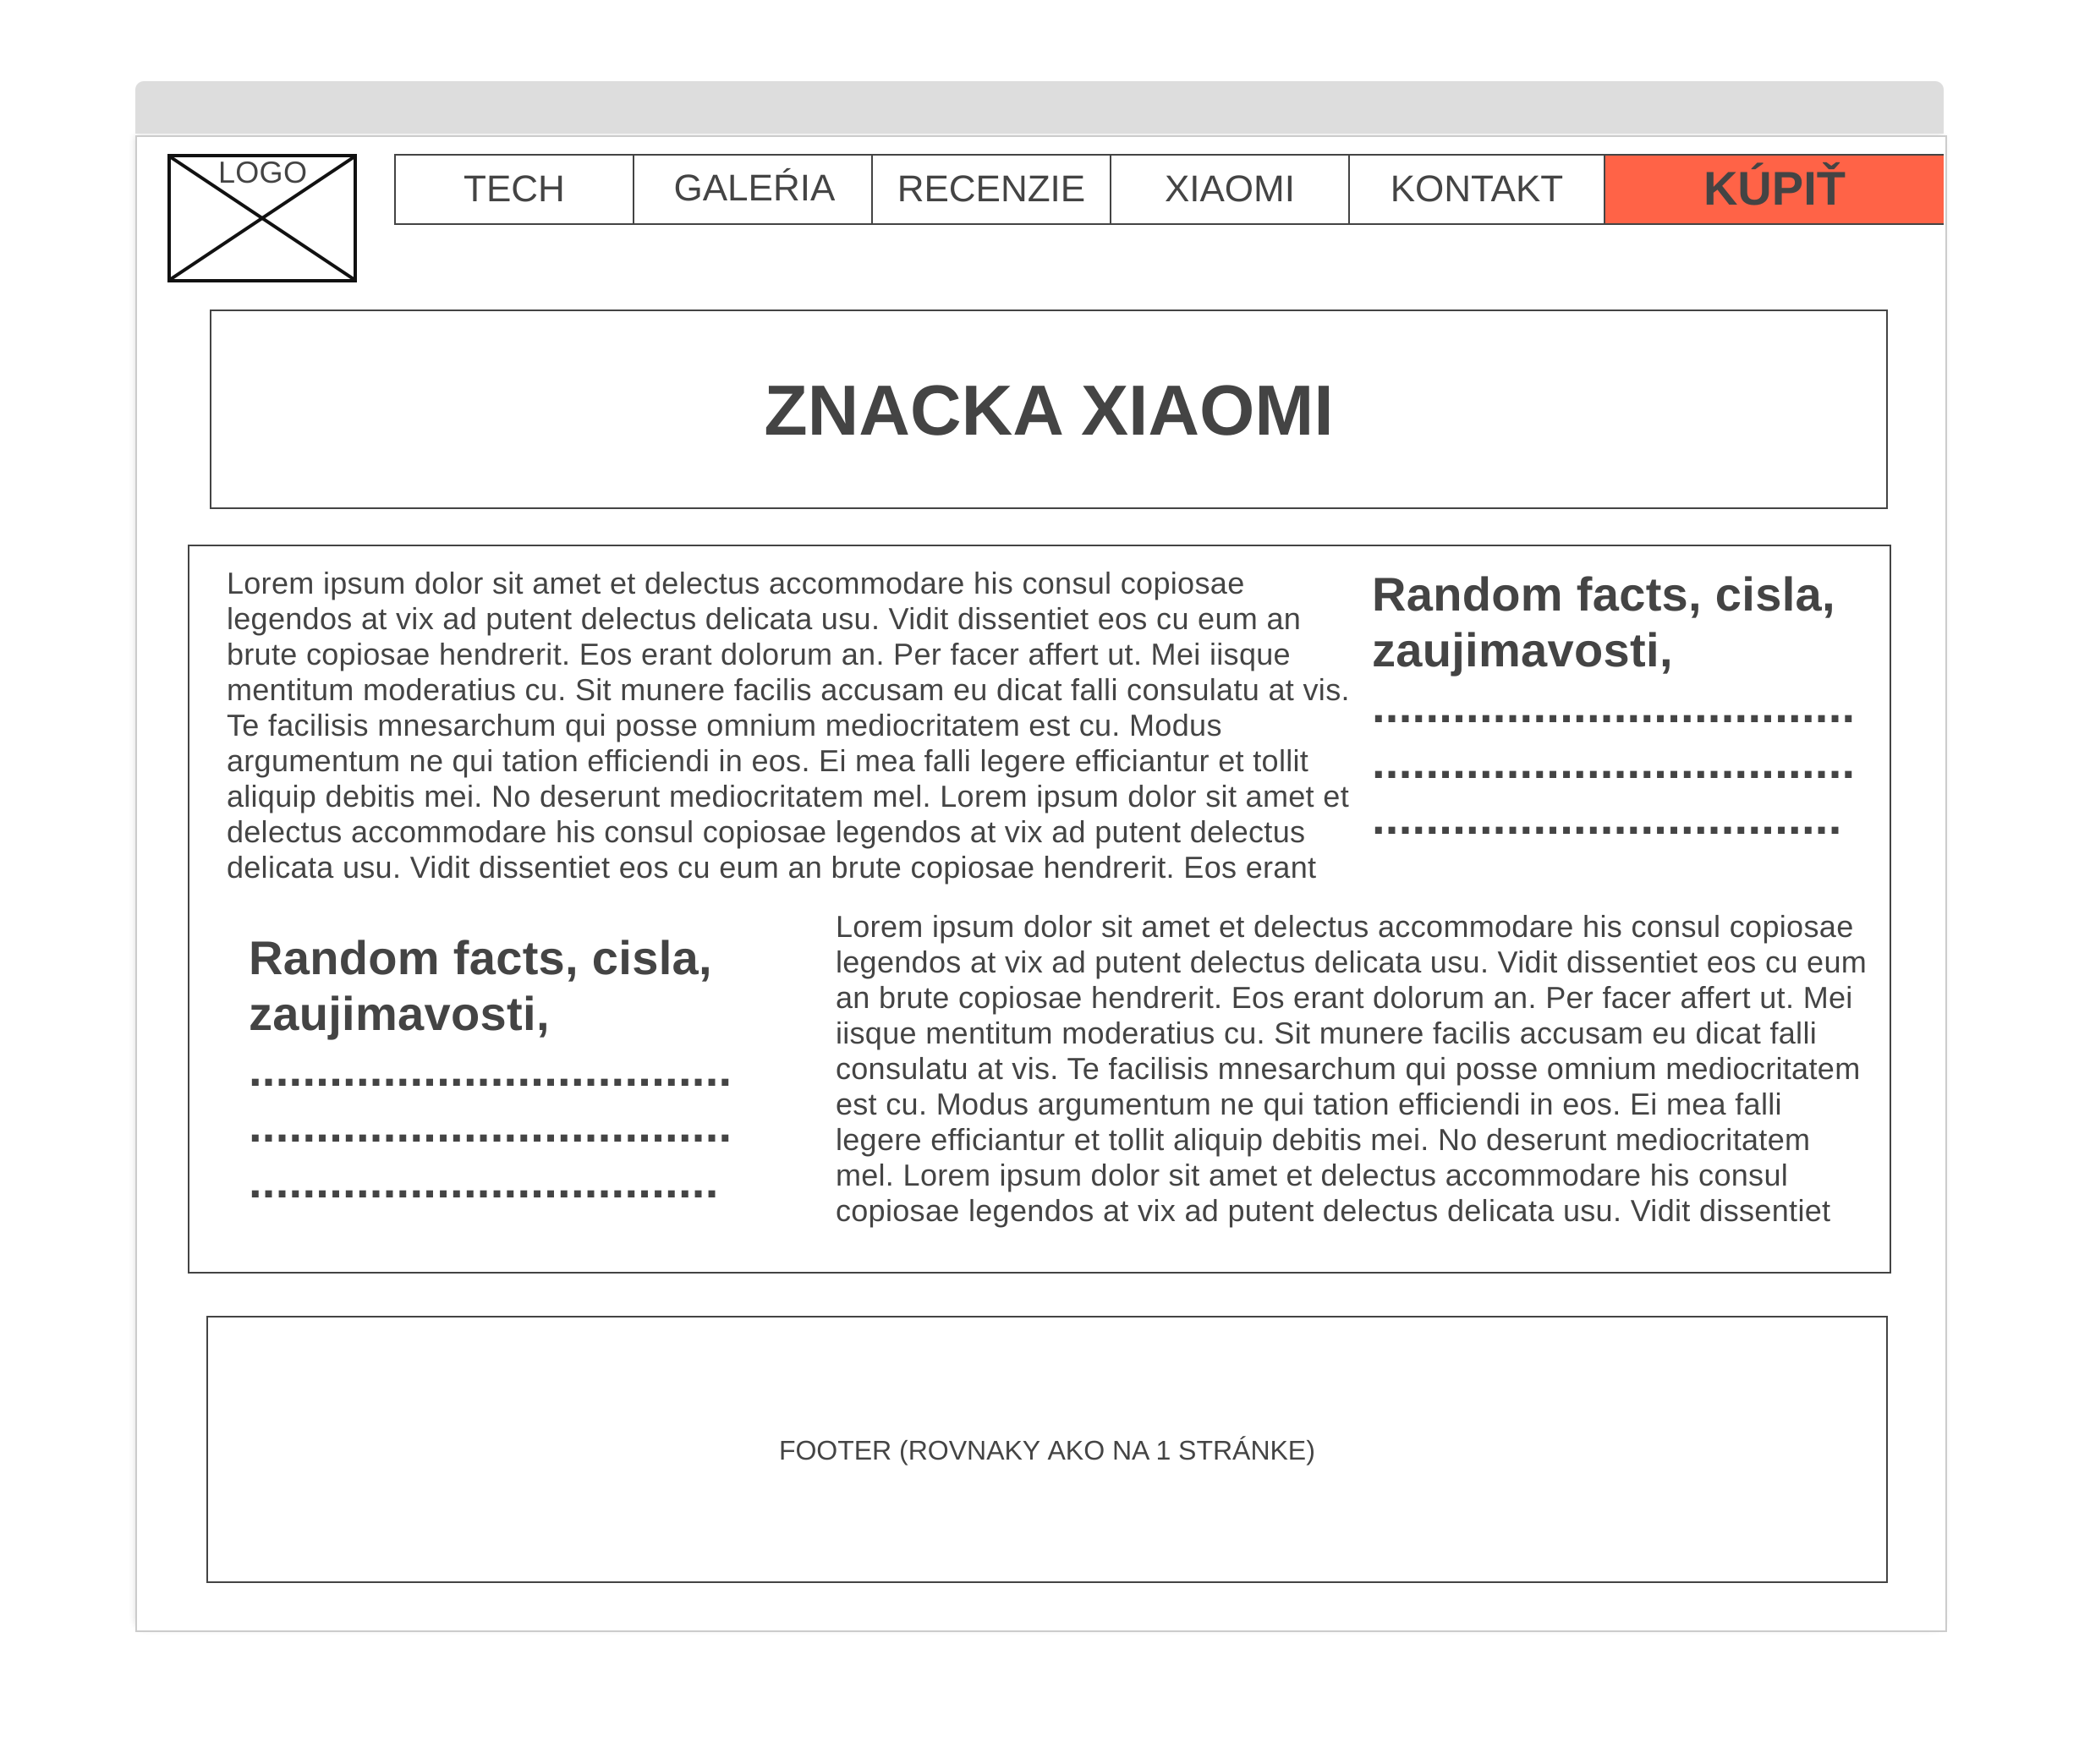 LOGO
TECH
GALEŔIA
RECENZIE
XIAOMI
KONTAKT
KÚPIŤ
ZNACKA XIAOMI
Lorem ipsum dolor sit amet et delectus accommodare his consul copiosae
legendos at vix ad putent delectus delicata usu. Vidit dissentiet eos cu eum an
brute copiosae hendrerit. Eos erant dolorum an. Per facer affert ut. Mei iisque
mentitum moderatius cu. Sit munere facilis accusam eu dicat falli consulatu at vis.
Te facilisis mnesarchum qui posse omnium mediocritatem est cu. Modus
argumentum ne qui tation efficiendi in eos. Ei mea falli legere efficiantur et tollit
aliquip debitis mei. No deserunt mediocritatem mel. Lorem ipsum dolor sit amet et
delectus accommodare his consul copiosae legendos at vix ad putent delectus
delicata usu. Vidit dissentiet eos cu eum an brute copiosae hendrerit. Eos erant
Random facts, cisla,
zaujimavosti,
....................................
....................................
...................................
Random facts, cisla,
zaujimavosti,
....................................
....................................
...................................
Lorem ipsum dolor sit amet et delectus accommodare his consul copiosae
legendos at vix ad putent delectus delicata usu. Vidit dissentiet eos cu eum
an brute copiosae hendrerit. Eos erant dolorum an. Per facer affert ut. Mei
iisque mentitum moderatius cu. Sit munere facilis accusam eu dicat falli
consulatu at vis. Te facilisis mnesarchum qui posse omnium mediocritatem
est cu. Modus argumentum ne qui tation efficiendi in eos. Ei mea falli
legere efficiantur et tollit aliquip debitis mei. No deserunt mediocritatem
mel. Lorem ipsum dolor sit amet et delectus accommodare his consul
copiosae legendos at vix ad putent delectus delicata usu. Vidit dissentiet
FOOTER (ROVNAKY AKO NA 1 STRÁNKE)